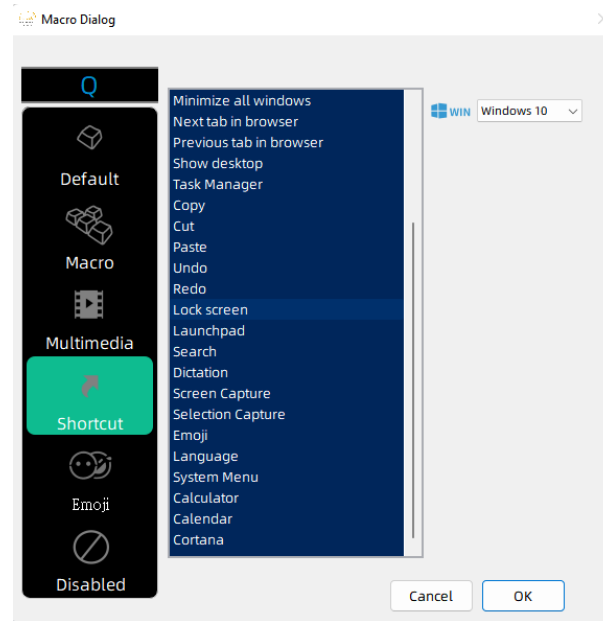 Macro Dialog
Q
Default
Macro
Multimedia
Shortcut
Emoji
Disabled
Minimize all windows
Next tab in browser
Previous tab in browser
Show desktop
Task Manager
Copy
Cut
Paste
Undo
Redo
Lock screen
Launchpad
Search
Dictation
Screen Capture
Selection Capture
Emoji
Language
System Menu
Calculator
Calendar
Cortana
WIN Windows 10
Cancel OK